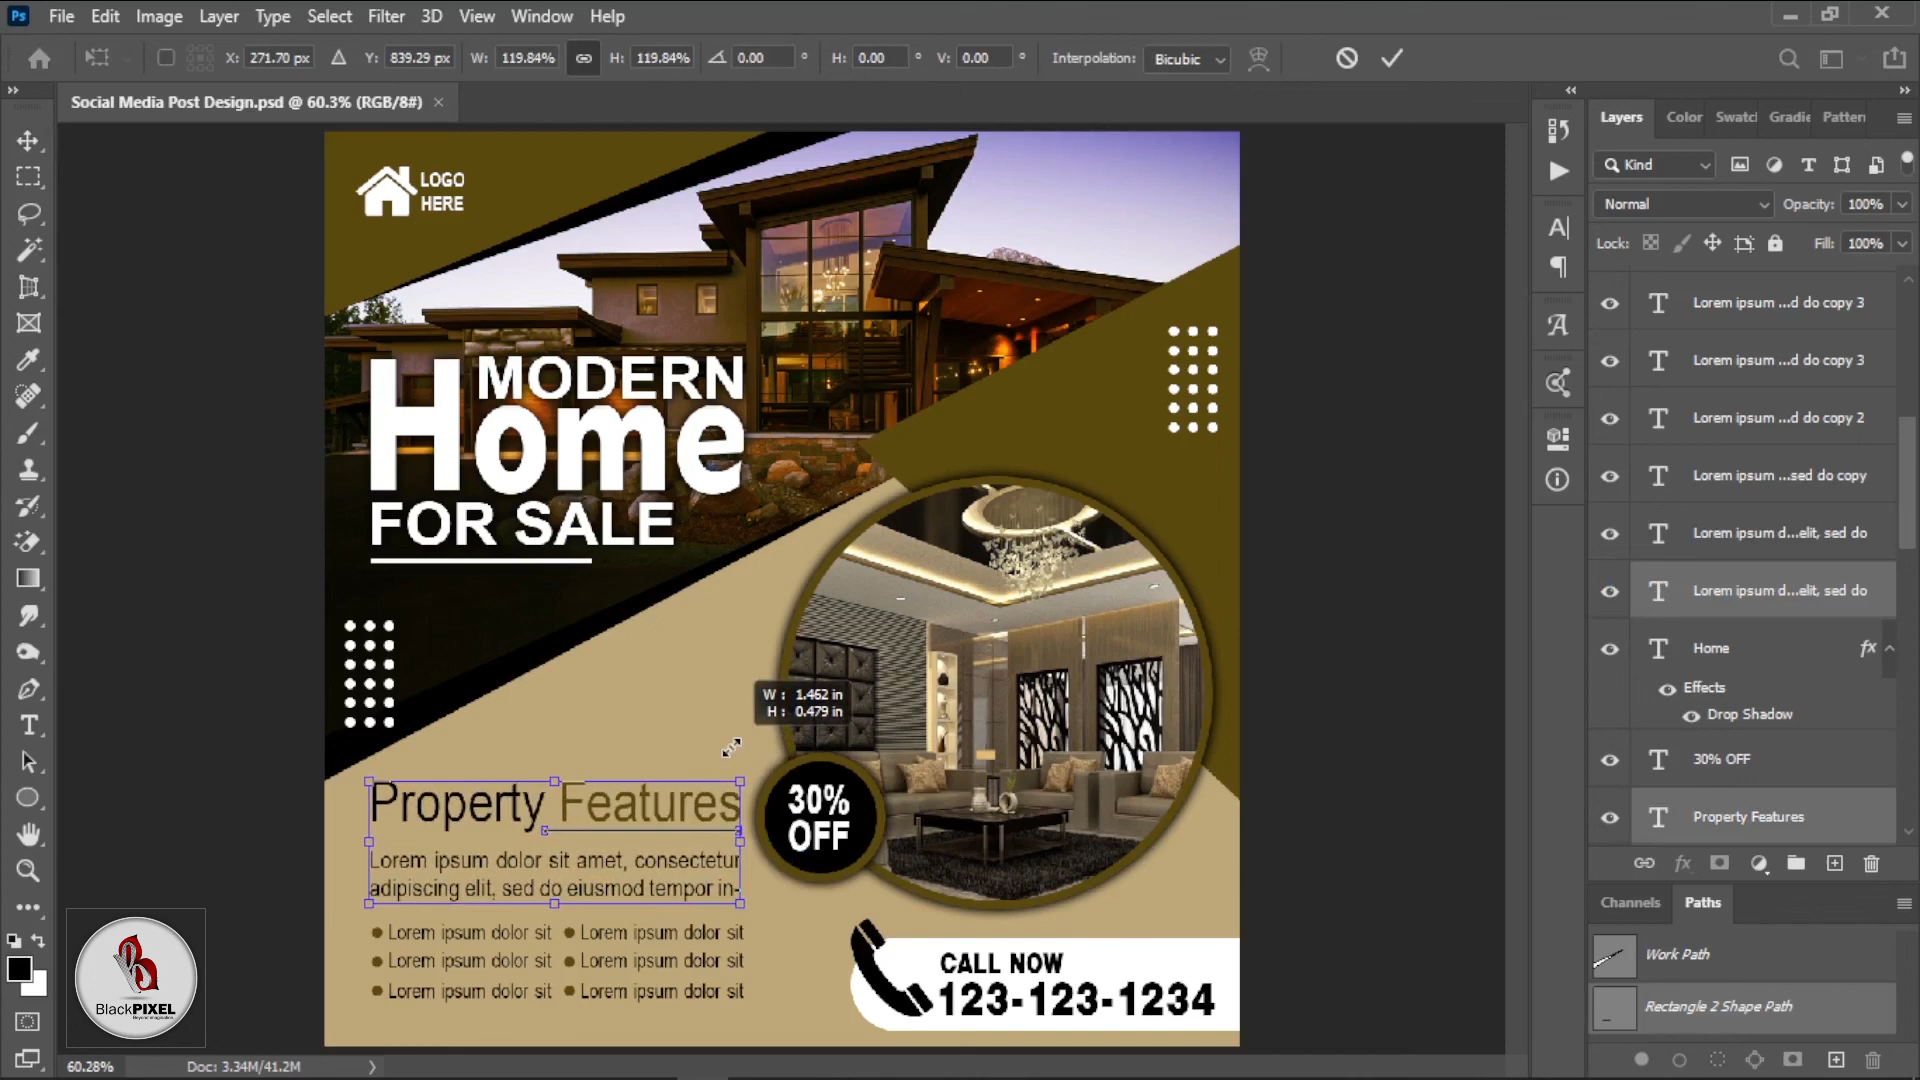 Ps File Edit Image Layer Type Select Filter 3D View Window Help
X: 271.70 px Y: 839.29 px W: 119.84% H: 119.84% 0.00 ° H: 0.00 ° V: 0.00 ° Interpolation: Bicubic
Social Media Post Design.psd @ 60.3% (RGB/8#) ×
LOGO
HERE
MODERN
Home
FOR SALE
W : 1.462 in
H : 0.479 in
Property Features
Lorem ipsum dolor sit amet, consectetur
adipiscing elit, sed do eiusmod tempor in-
Lorem ipsum dolor sit Lorem ipsum dolor sit
Lorem ipsum dolor sit Lorem ipsum dolor sit
Lorem ipsum dolor sit Lorem ipsum dolor sit
30%
OFF
CALL NOW
123-123-1234
BlackPIXEL
60.28% Doc: 3.34M/41.2M
Layers Color Swatc Gradie Patter
Kind
Normal Opacity: 100%
Lock: Fill: 100%
Lorem ipsum ...d do copy 3
Lorem ipsum ...d do copy 3
Lorem ipsum ...d do copy 2
Lorem ipsum ...sed do copy
Lorem ipsum d...elit, sed do
Lorem ipsum d...elit, sed do
Home fx
Effects
Drop Shadow
30% OFF
Property Features
Channels Paths
Work Path
Rectangle 2 Shape Path